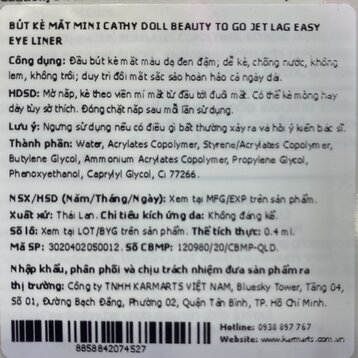 BÚT KẺ MẮT MINI CATHY DOLL BEAUTY TO GO JET LAG EASY
EYE LINER
Công dụng: Đầu bút kẻ mắt màu dạ đen đậm; dễ kẻ, chống nước, không
lem, không trôi; duy trì đôi mắt sắc sảo hoàn hảo cả ngày dài.
HDSD: Mở nắp, kẻ theo viền mí mắt từ đầu tới đuôi mắt. Có thể kẻ mỏng hay
dày tùy sở thích. Đóng chặt nắp sau mỗi lần sử dụng.
Lưu ý: Ngưng sử dụng nếu có điều gì bất thường xảy ra và hỏi ý kiến bác sĩ.
Thành phần: Water, Acrylates Copolymer, Styrene/Acrylates Copolymer,
Butylene Glycol, Ammonium Acrylates Copolymer, Propylene Glycol,
Phenoxyethanol, Caprylyl Glycol, Ci 77266.
NSX/HSD (Năm/Tháng/Ngày): Xem tại MFG/EXP trên sản phẩm.
Xuất xứ: Thái Lan. Chỉ tiêu kích ứng da: Không đáng kể.
Số lô: Xem tại LOT/BYG trên sản phẩm. Thể tích thực: 0.4 ml.
Mã SP: 3020402050012. Số CBMP: 120980/20/CBMP-QLD.
Nhập khẩu, phân phối và chịu trách nhiệm đưa sản phẩm ra
thị trường: Công ty TNHH KARMARTS VIỆT NAM, Bluesky Tower, Tầng 04,
Số 01, Đường Bạch Đằng, Phường 02, Quận Tân Bình, TP. Hồ Chí Minh.
Hotline: 0938 897 767
Website: www.karmarts.com.vn
8858842074527